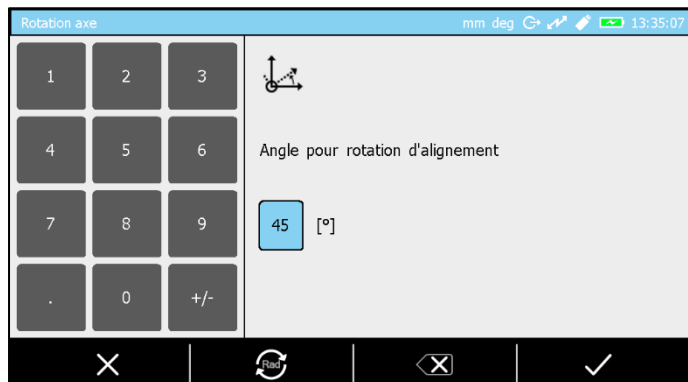 Rotation axe
mm deg 13:35:07
1 2 3
4 5 6
7 8 9
. 0 +/-
Angle pour rotation d'alignement
45 [°]
Rad